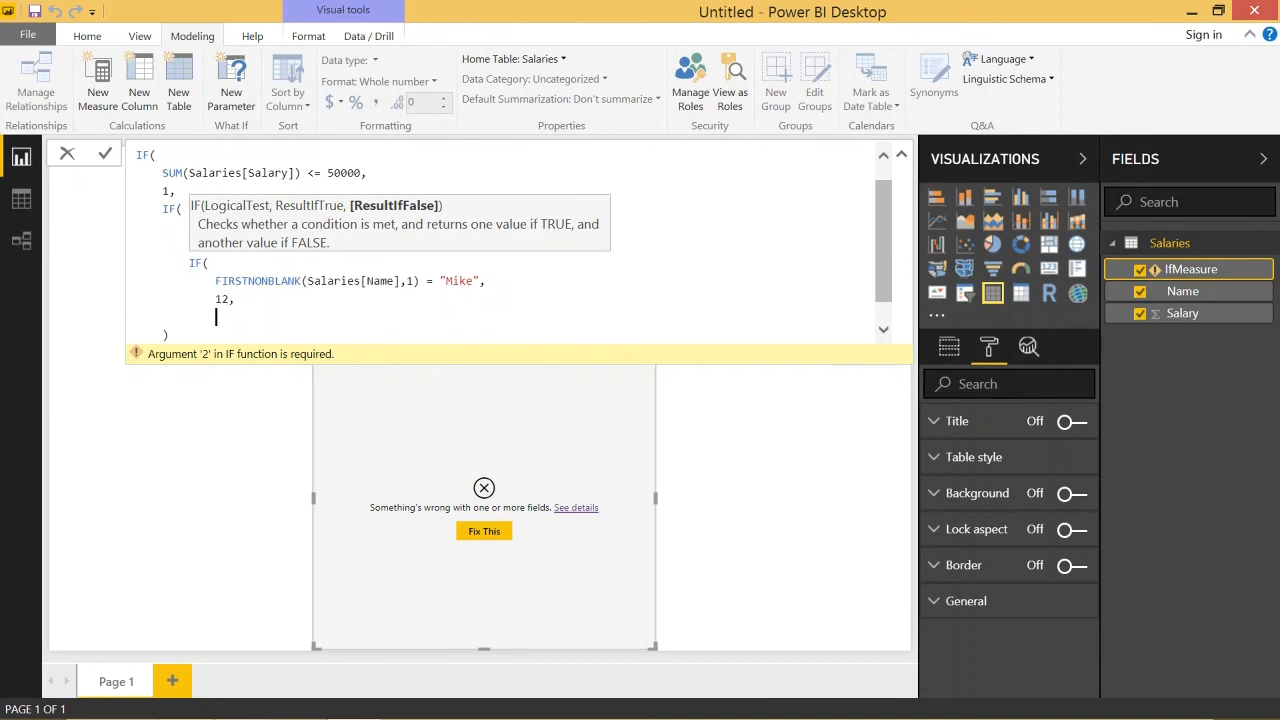 Visual tools
Untitled - Power BI Desktop
File
Home
View
Modeling
Help
Format
Data / Drill
Sign in
Manage Relationships
New Measure
New Column
New Table
New Parameter
Sort by Column
Data type:
Format: Whole number
$ % , 0
Home Table: Salaries
Data Category: Uncategorized
Default Summarization: Don't summarize
Manage Roles
View as Roles
New Group
Edit Groups
Mark as Date Table
Synonyms
Language
Linguistic Schema
Relationships
Calculations
What If
Sort
Formatting
Properties
Security
Groups
Calendars
Q&A
IF(
SUM(Salaries[Salary]) <= 50000,
1,
IF(
IF(LogicalTest, ResultIfTrue, [ResultIfFalse])
Checks whether a condition is met, and returns one value if TRUE, and
another value if FALSE.
IF(
FIRSTNONBLANK(Salaries[Name],1) = "Mike",
12,
)
Argument '2' in IF function is required.
Something's wrong with one or more fields. See details
Fix This
VISUALIZATIONS
R
Search
Title Off
Table style
Background Off
Lock aspect Off
Border Off
General
FIELDS
Search
Salaries
IfMeasure
Name
Σ Salary
Page 1
PAGE 1 OF 1